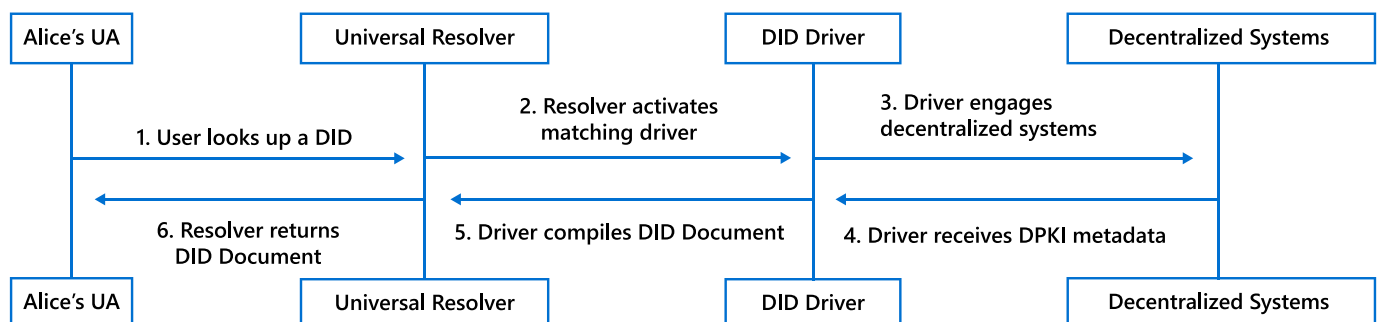 Alice's UA
Universal Resolver
DID Driver
Decentralized Systems
1. User looks up a DID
2. Resolver activates
matching driver
3. Driver engages
decentralized systems
6. Resolver returns
DID Document
5. Driver compiles DID Document
4. Driver receives DPKI metadata
Alice's UA
Universal Resolver
DID Driver
Decentralized Systems